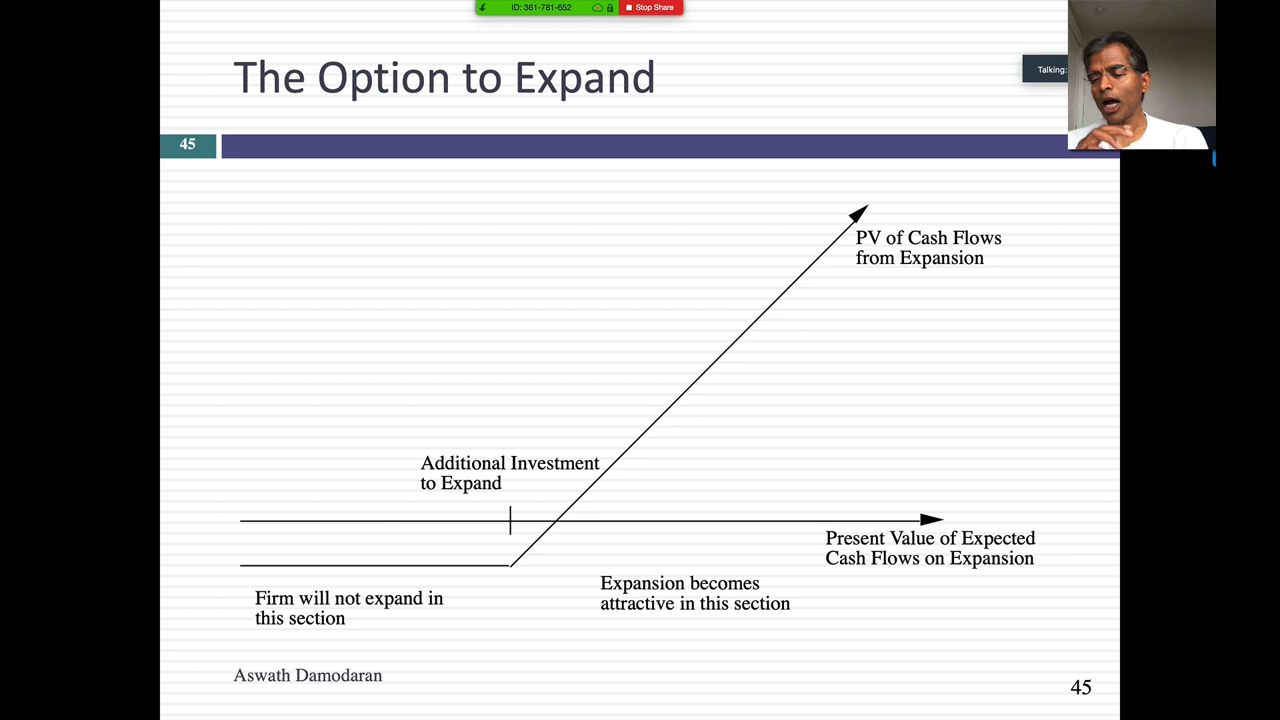 ID: 361-781-652
Stop Share
The Option to Expand
Talking:
45
PV of Cash Flows
from Expansion
Additional Investment
to Expand
Present Value of Expected
Cash Flows on Expansion
Expansion becomes
attractive in this section
Firm will not expand in
this section
Aswath Damodaran
45